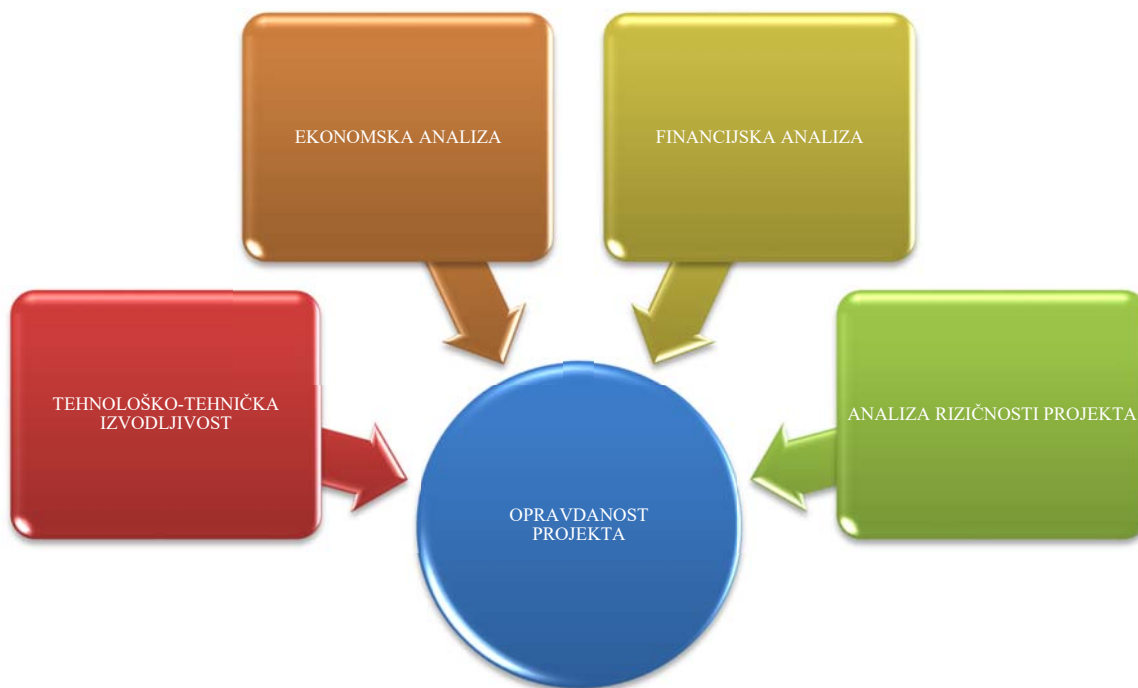 EKONOMSKA ANALIZA
FINANCIJSKA ANALIZA
TEHNOLOŠKO-TEHNIČKA
IZVODLJIVOST
ANALIZA RIZIČNOSTI PROJEKTA
OPRAVDANOST
PROJEKTA